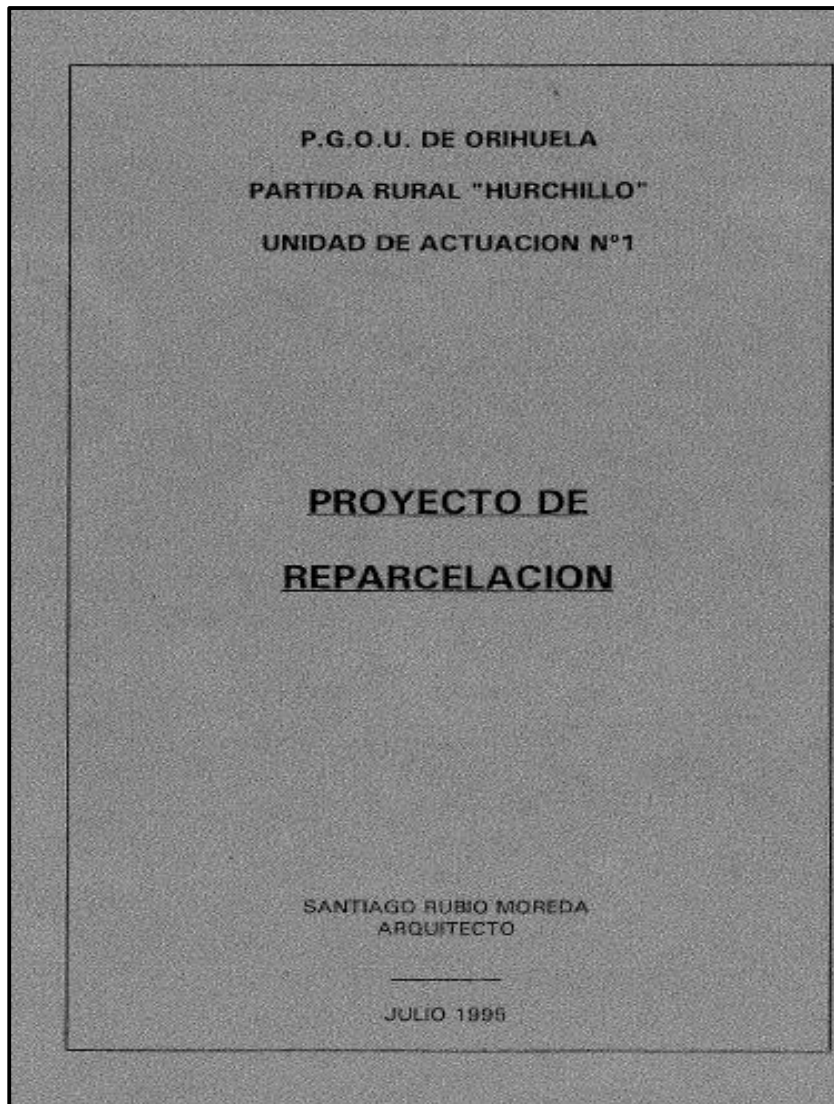 P.G.O.U. DE ORIHUELA
PARTIDA RURAL "HURCHILLO"
UNIDAD DE ACTUACION Nº1
PROYECTO DE
REPARCELACION
SANTIAGO RUBIO MOREDA
ARQUITECTO
JULIO 1995